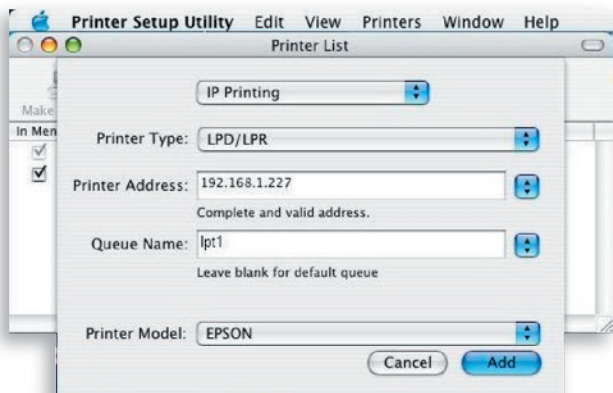 Printer Setup Utility Edit View Printers Window Help
Printer List
IP Printing
Make
In Men
Printer Type: LPD/LPR
Printer Address: 192.168.1.227
Complete and valid address.
Queue Name: lpt1
Leave blank for default queue
Printer Model: EPSON
Cancel Add